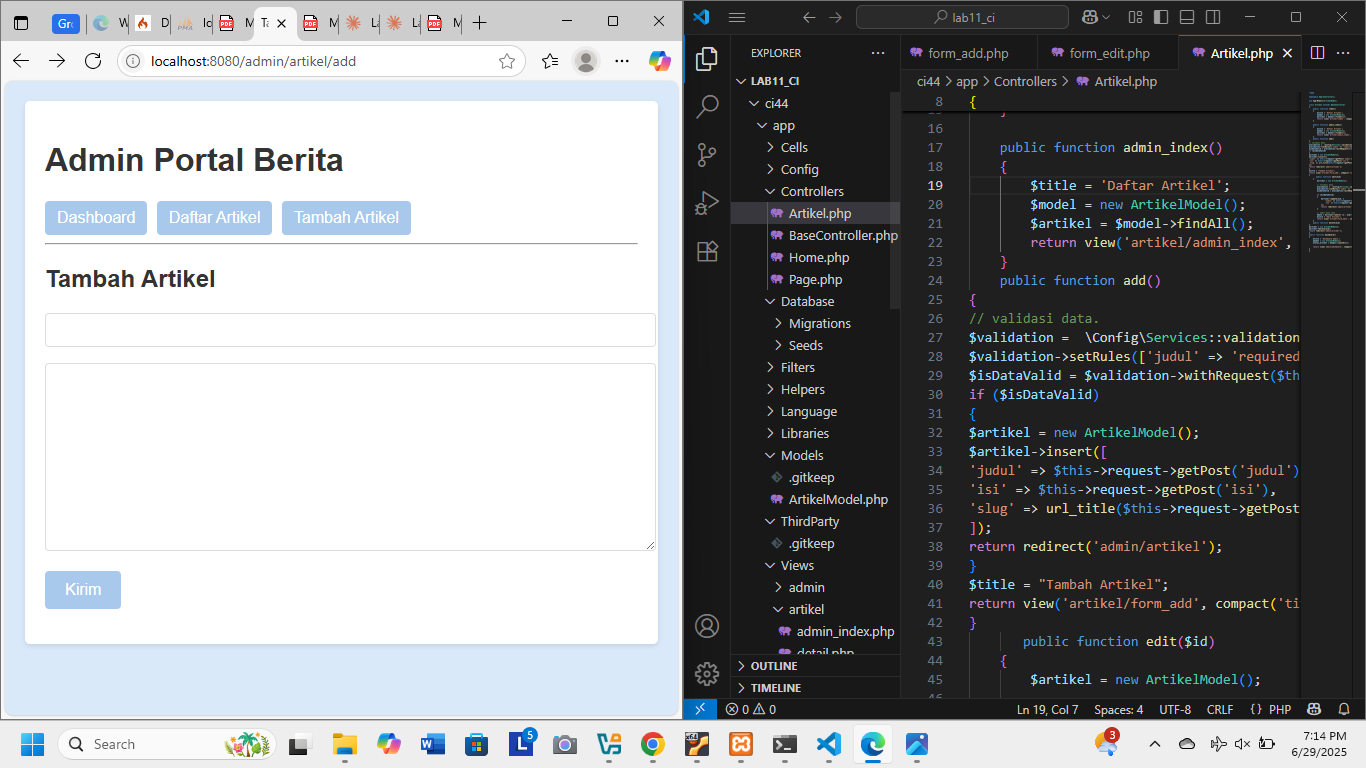 Gro
W
D
Id
M
Ta
M
La
La
M
localhost:8080/admin/artikel/add
Admin Portal Berita
Dashboard
Daftar Artikel
Tambah Artikel
Tambah Artikel
Kirim
lab11_ci
EXPLORER
LAB11_CI
ci44
app
Cells
Config
Controllers
Artikel.php
BaseController.php
Home.php
Page.php
Database
Migrations
Seeds
Filters
Helpers
Language
Libraries
Models
.gitkeep
ArtikelModel.php
ThirdParty
.gitkeep
Views
admin
artikel
admin_index.php
detail.php
OUTLINE
TIMELINE
form_add.php
form_edit.php
Artikel.php
ci44 > app > Controllers > Artikel.php
8 {
15 }
16
17 public function admin_index()
18 {
19 $title = 'Daftar Artikel';
20 $model = new ArtikelModel();
21 $artikel = $model->findAll();
22 return view('artikel/admin_index',
23 }
24 public function add()
25 {
26 // validasi data.
27 $validation = \Config\Services::validation
28 $validation->setRules(['judul' => 'required
29 $isDataValid = $validation->withRequest($th
30 if ($isDataValid)
31 {
32 $artikel = new ArtikelModel();
33 $artikel->insert([
34 'judul' => $this->request->getPost('judul')
35 'isi' => $this->request->getPost('isi'),
36 'slug' => url_title($this->request->getPost
37 ]);
38 return redirect('admin/artikel');
39 }
40 $title = "Tambah Artikel";
41 return view('artikel/form_add', compact('ti
42 }
43 public function edit($id)
44 {
45 $artikel = new ArtikelModel();
46
0 0
Ln 19, Col 7 Spaces: 4 UTF-8 CRLF {} PHP
Search
L
5
x64
3
7:14 PM
6/29/2025